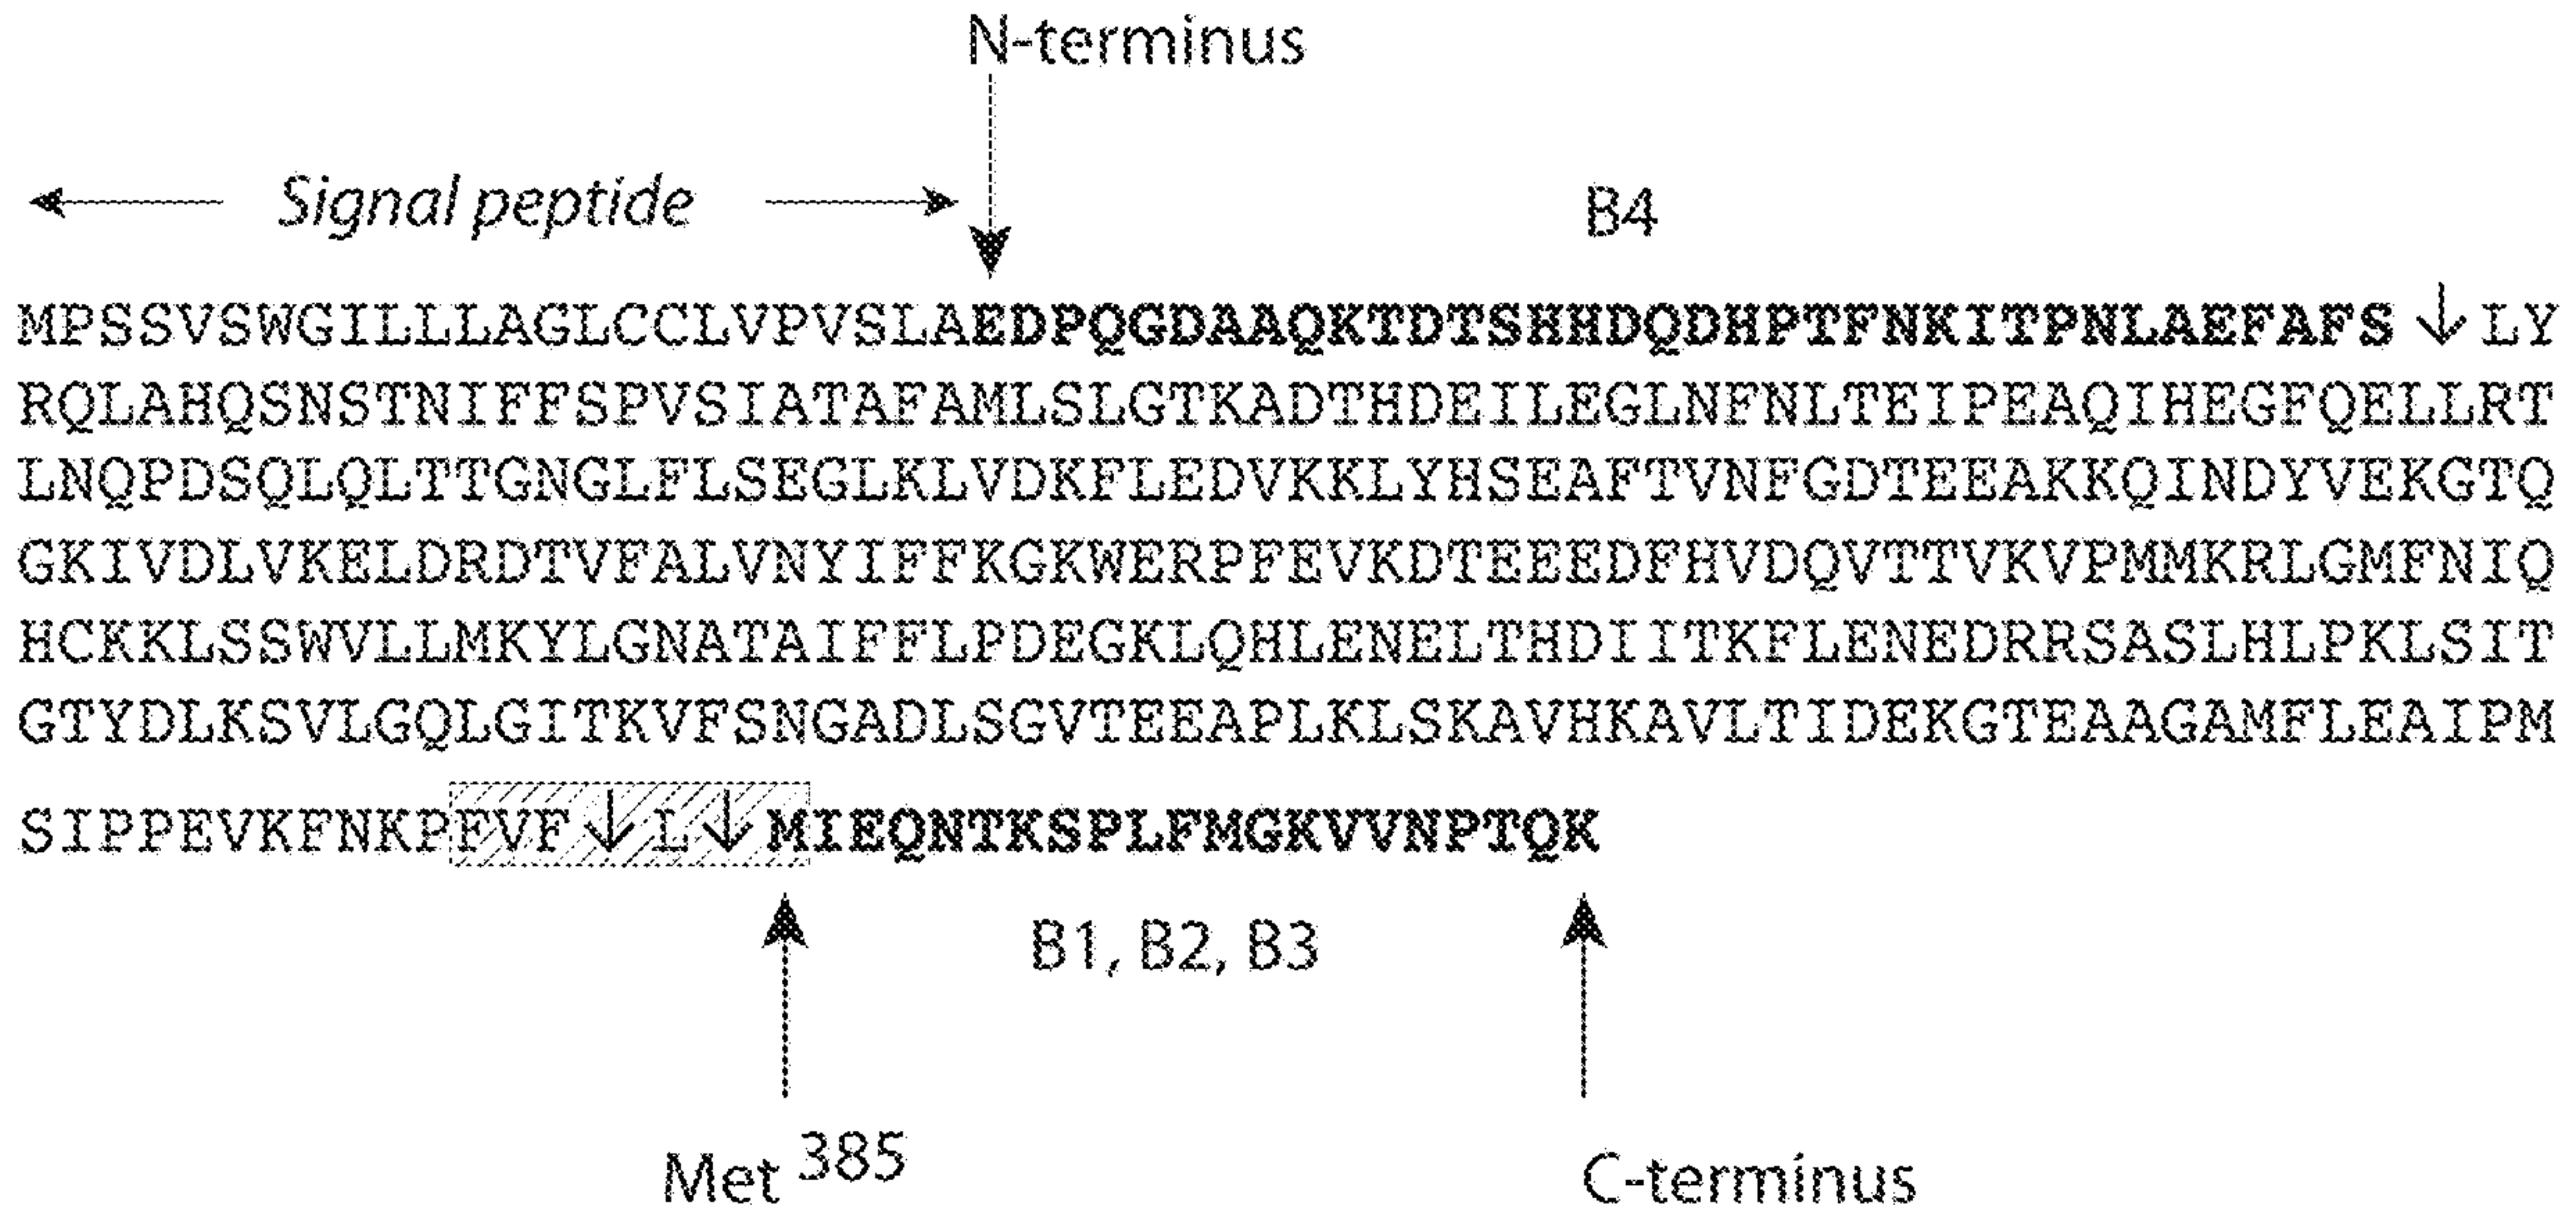 N-terminus
Signal peptide
B4
MPSSVSWGILLLAGLCCLVPVSLAEDPQGDAAQKTDTSHHDQDHPTFNKITPNLAEFAFS ↓ LY
RQLAHQSNSTNIFFSPVSIATAFAMLSLGTKADTHDEILEGLNFNLTEIPEAQIHEGFQELLRT
LNQPDSQLQLTTGNGLFLSEGLKLVDKFLEDVKKLYHSEAFTVNFGDTEEAKKQINDYVEKGTQ
GKIVDLVKELDRDTVFALVNYIFFKGKWERPFEVKDTEEEDFHVDQVTTVKVPMMKRLGMFNIQ
HCKKLSSWVLLMKYLGNATAIFFLPDEGKLQHLENELTHDIITKFLENEDRRSASLHLPKLSIT
GTYDLKSVLGQLGITKVFSNGADLSGVTEEAPLKLSKAVHKAVLTIDEKGTEAAGAMFLEAIPM
SIPPEVKFNKPFVF ↓ L ↓ MIEQNTKSPLFMGKVVNPTQK
B1, B2, B3
Met 385
C-terminus